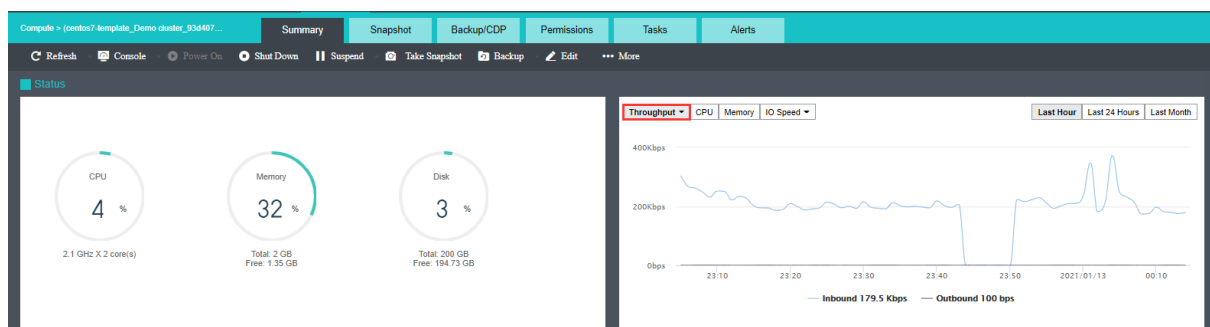 Compute > (centos7-template_Demo cluster_93d407... Summary Snapshot Backup/CDP Permissions Tasks Alerts
Refresh Console Power On Shut Down Suspend Take Snapshot Backup Edit ••• More
Status
Throughput CPU Memory IO Speed Last Hour Last 24 Hours Last Month
CPU
4 %
2.1 GHz X 2 core(s)
Memory
32 %
Total: 2 GB
Free: 1.35 GB
Disk
3 %
Total: 200 GB
Free: 194.73 GB
400Kbps
200Kbps
0bps
23:10 23:20 23:30 23:40 23:50 2021/01/13 00:10
Inbound 179.5 Kbps Outbound 100 bps